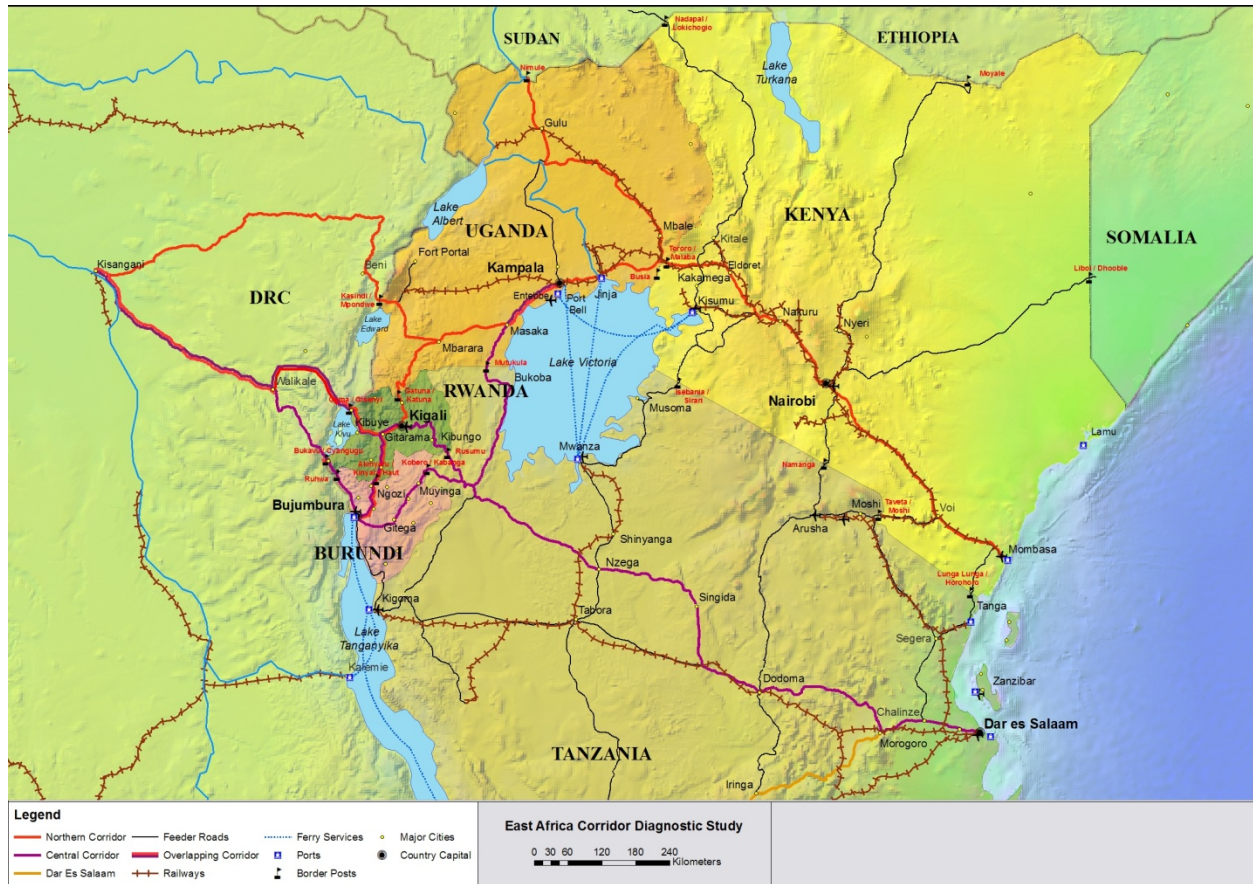 Nadapal /
Lokichogio
SUDAN
ETHIOPIA
Nimule
Lake
Turkana
Moyale
Gulu
Lake
Albert
UGANDA
KENYA
Mbale
Kitale
SOMALIA
Fort Portal
Tororo /
Malaba
Eldoret
Kisangani
Beni
Kampala
Busia
Kakamega
Liboi / Dhooble
DRC
Kasindi /
Mpondwe
Entebbe
Port
Bell
Jinja
Kisumu
Lake
Edward
Masaka
Nakuru
Nyeri
Mbarara
Lake Victoria
Mutukula
Walikale
Bukoba
RWANDA
Gatuna /
Katuna
Isebania /
Sirari
Nairobi
Musoma
Kibuye
Kigali
Lake
Kivu
Gitarama
Kibungo
Lamu
Rusumu
Mwanza
Kobero / Kabanga
Namanga
Ruhwa
Ngozi
Muyinga
Bujumbura
Moshi
Taveta /
Moshi
Voi
Gitega
Arusha
Shinyanga
BURUNDI
Nzega
Mombasa
Lunga Lunga /
Horohoro
Kigoma
Singida
Tanga
Tabora
Lake
Tanganyika
Segera
Kalemie
Dodoma
Zanzibar
Chalinze
Dar es Salaam
Morogoro
TANZANIA
Iringa
Legend
Northern Corridor
Feeder Roads
Ferry Services
Major Cities
Central Corridor
Overlapping Corridor
Ports
Country Capital
Dar Es Salaam
Railways
Border Posts
East Africa Corridor Diagnostic Study
0 30 60 120 180 240
Kilometers